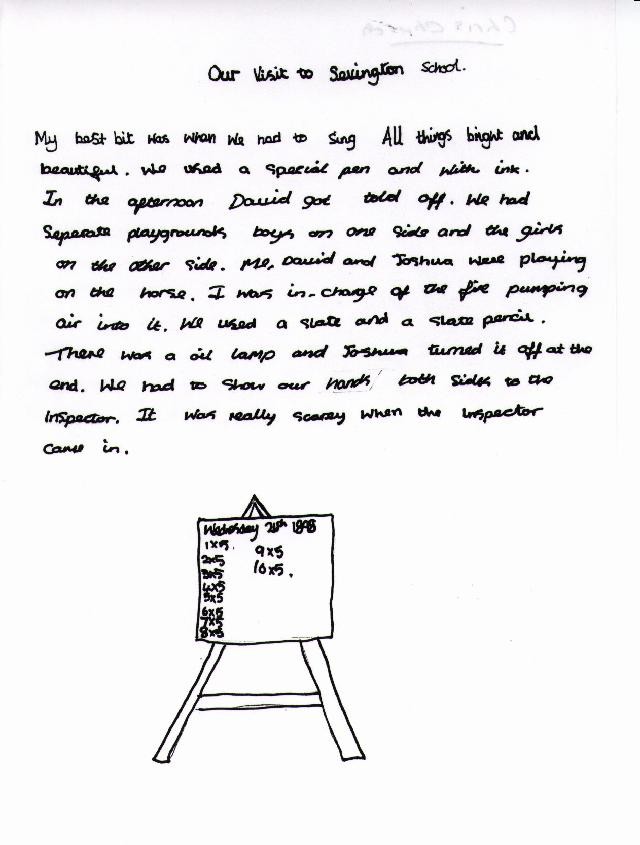 Our Visit to Sevington School.
My best bit was when we had to sing All things bright and
beautiful. We used a special pen and with ink.
In the afternoon David got told off. We had
Seperate playgrounds boys on one side and the girls
on the other side. Me, David and Joshua were playing
on the horse. I was in-charge of the fire pumping
air into it. We used a slate and a slate pencil.
There was a oil lamp and Joshua turned it off at the
end. We had to show our hands both sides to the
Inspector. It was really scarey when the inspector
came in.
Wednesday 1898
1x5
2x5
3x5
4x5
5x5
6x5
7x5
8x5
9x5
10x5.